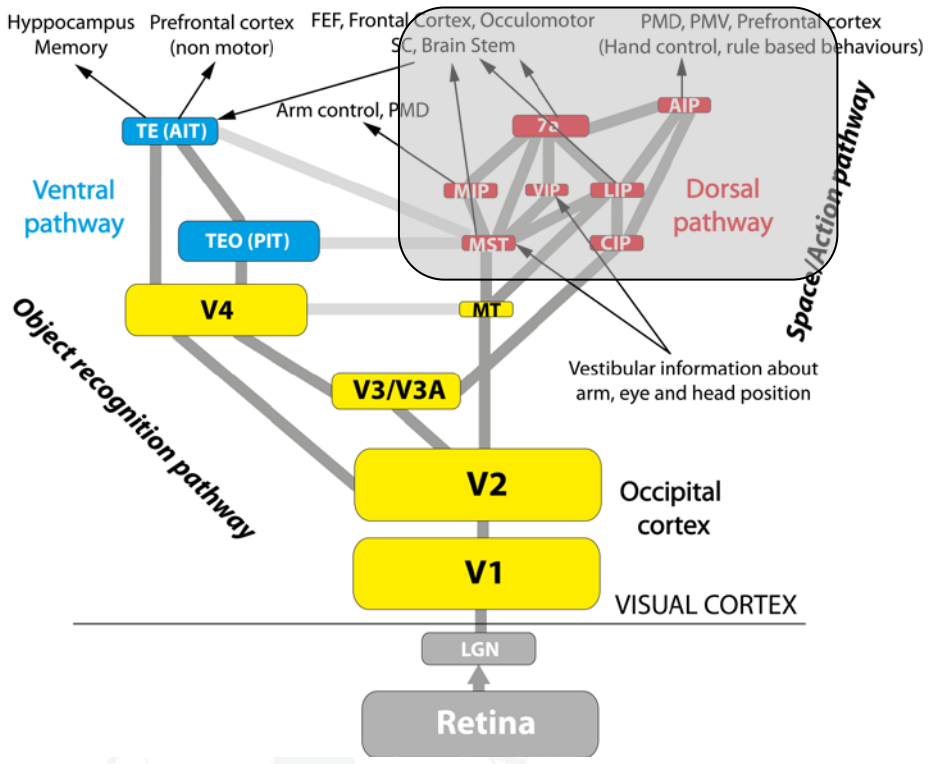 Hyppocampus
Memory
Prefrontal cortex
(non motor)
FEF, Frontal Cortex, Occulomotor
SC, Brain Stem
PMD, PMV, Prefrontal cortex
(Hand control, rule based behaviours)
Arm control, PMD
TE (AIT)
7a
AIP
Ventral
pathway
MIP
VIP
LIP
Dorsal
pathway
TEO (PIT)
MST
CIP
Space/Action pathway
V4
MT
Object recognition pathway
V3/V3A
Vestibular information about
arm, eye and head position
V2
Occipital
cortex
V1
VISUAL CORTEX
LGN
Retina